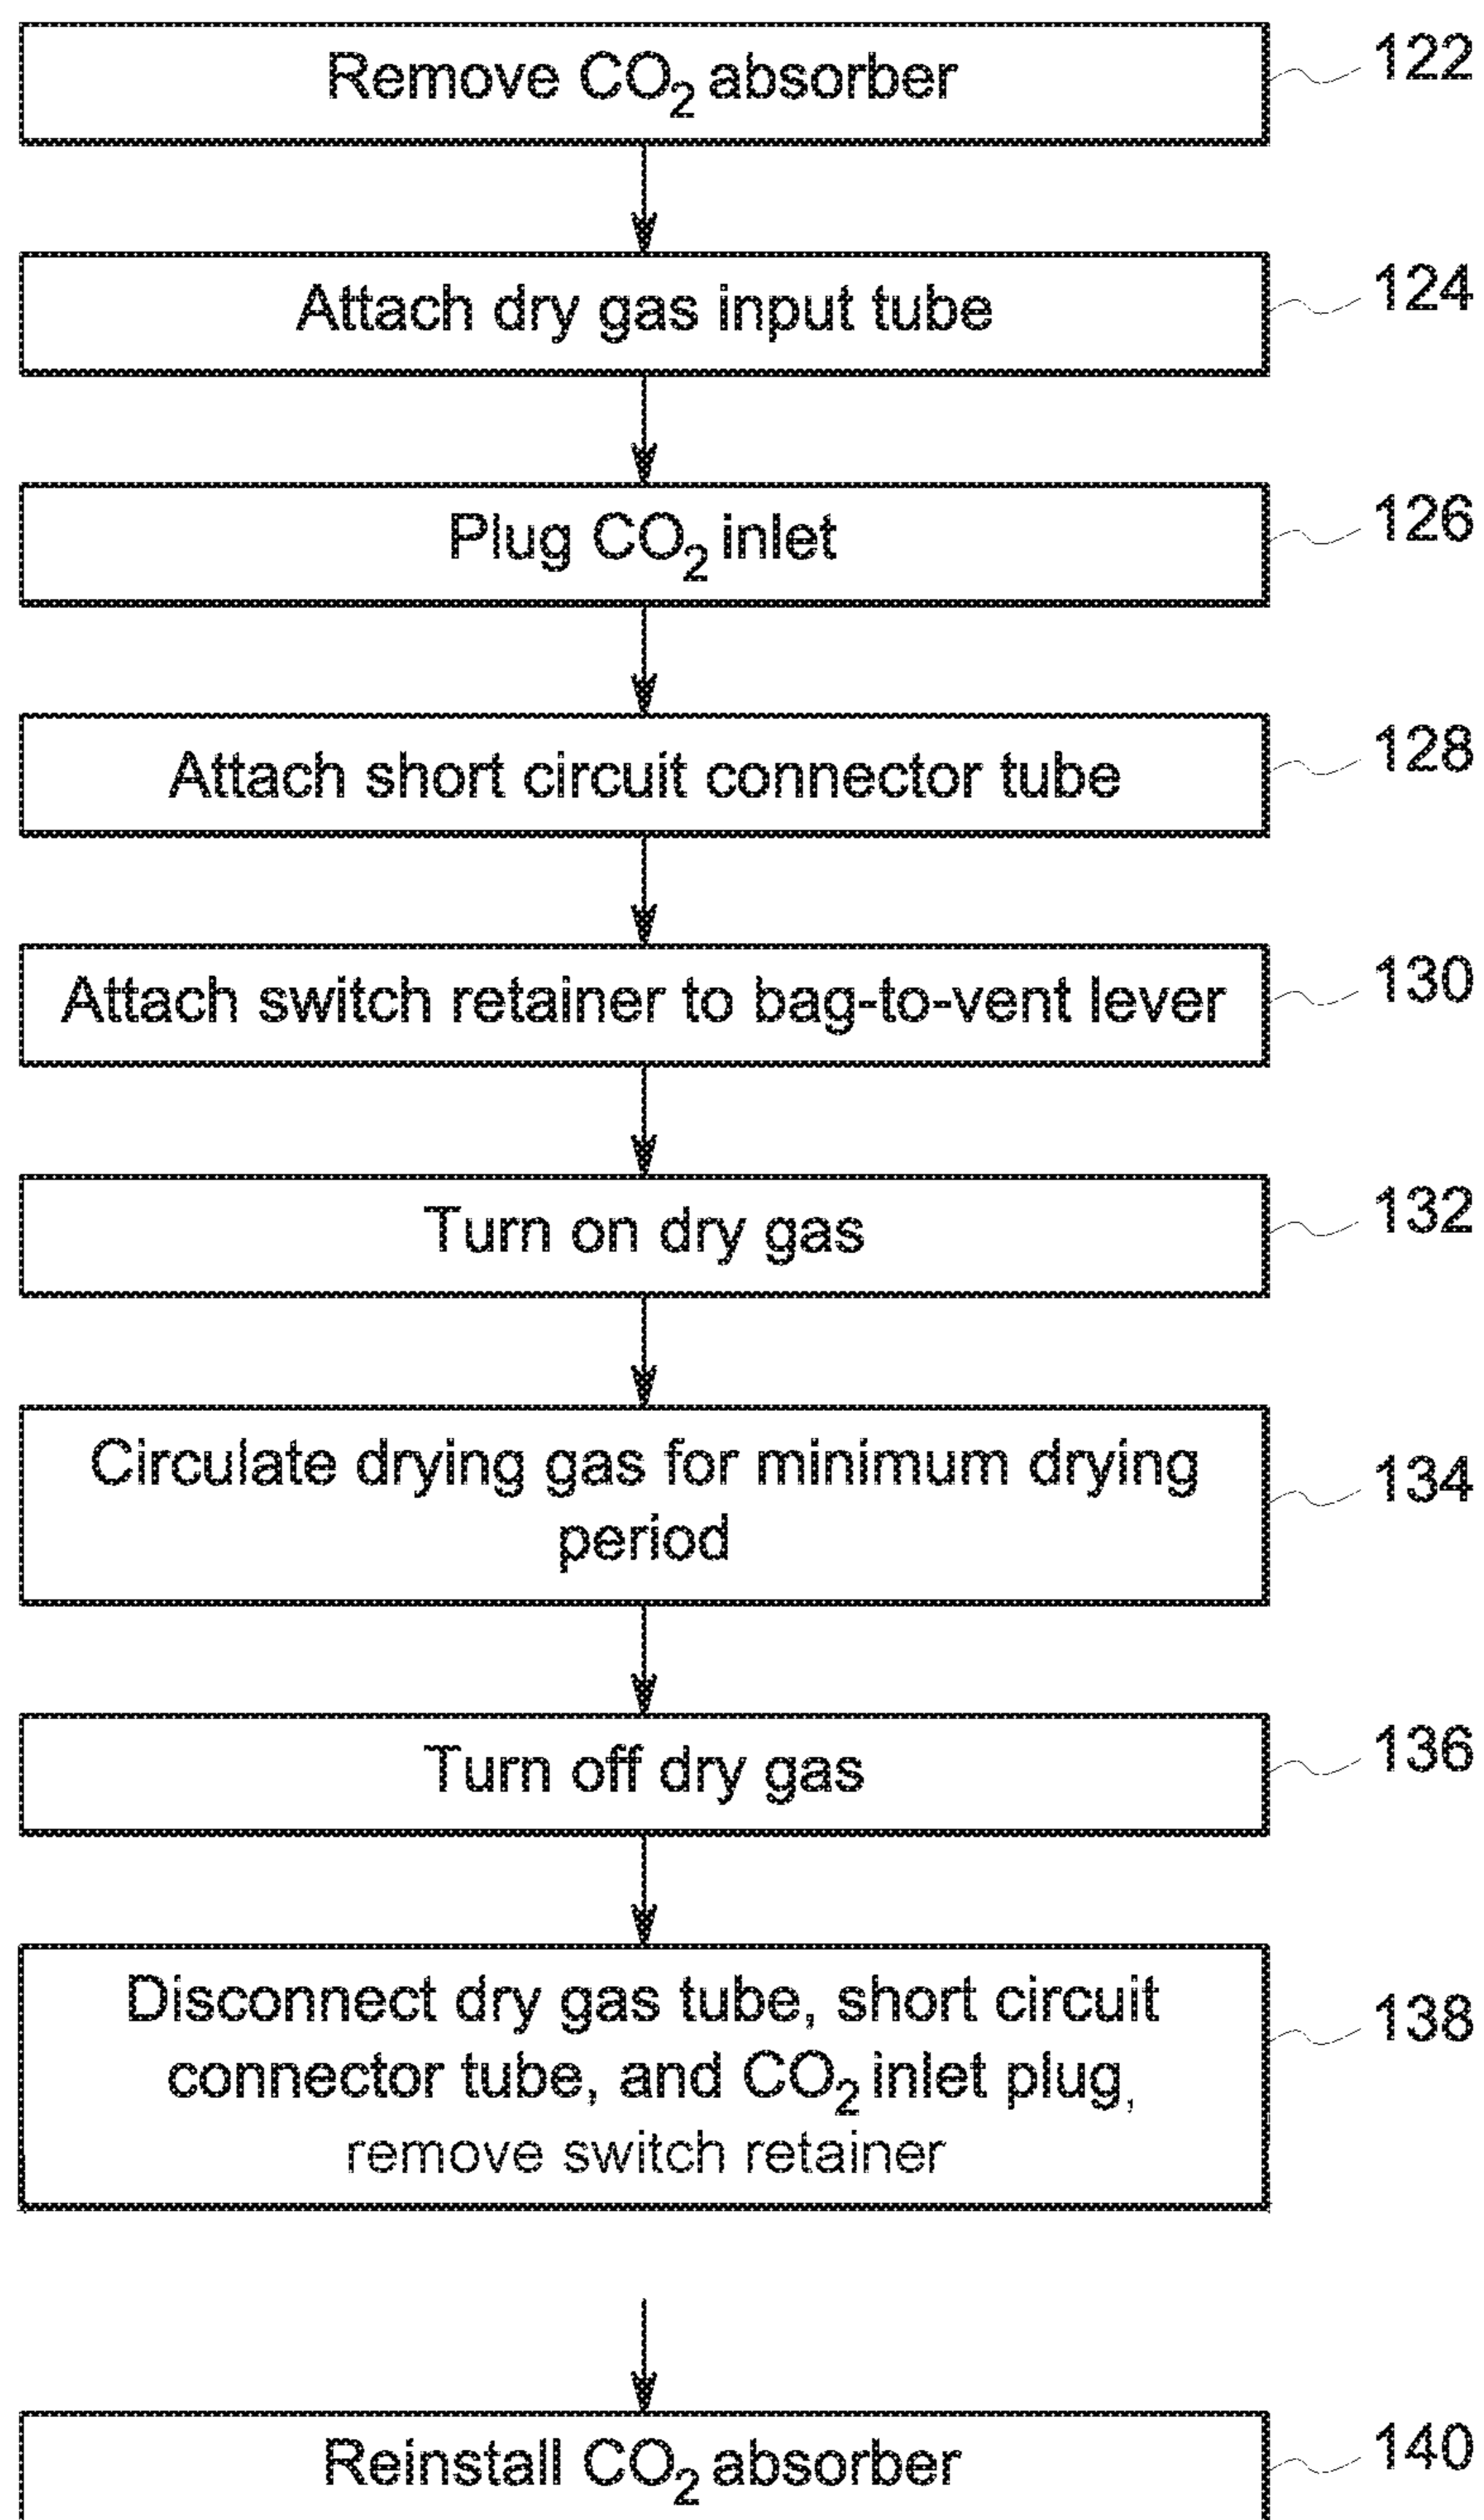 Remove CO₂ absorber 122
Attach dry gas input tube 124
Plug CO₂ inlet 126
Attach short circuit connector tube 128
Attach switch retainer to bag-to-vent lever 130
Turn on dry gas 132
Circulate drying gas for minimum drying
period
134
Turn off dry gas 136
Disconnect dry gas tube, short circuit
connector tube, and CO₂ inlet plug,
remove switch retainer
138
Reinstall CO₂ absorber 140